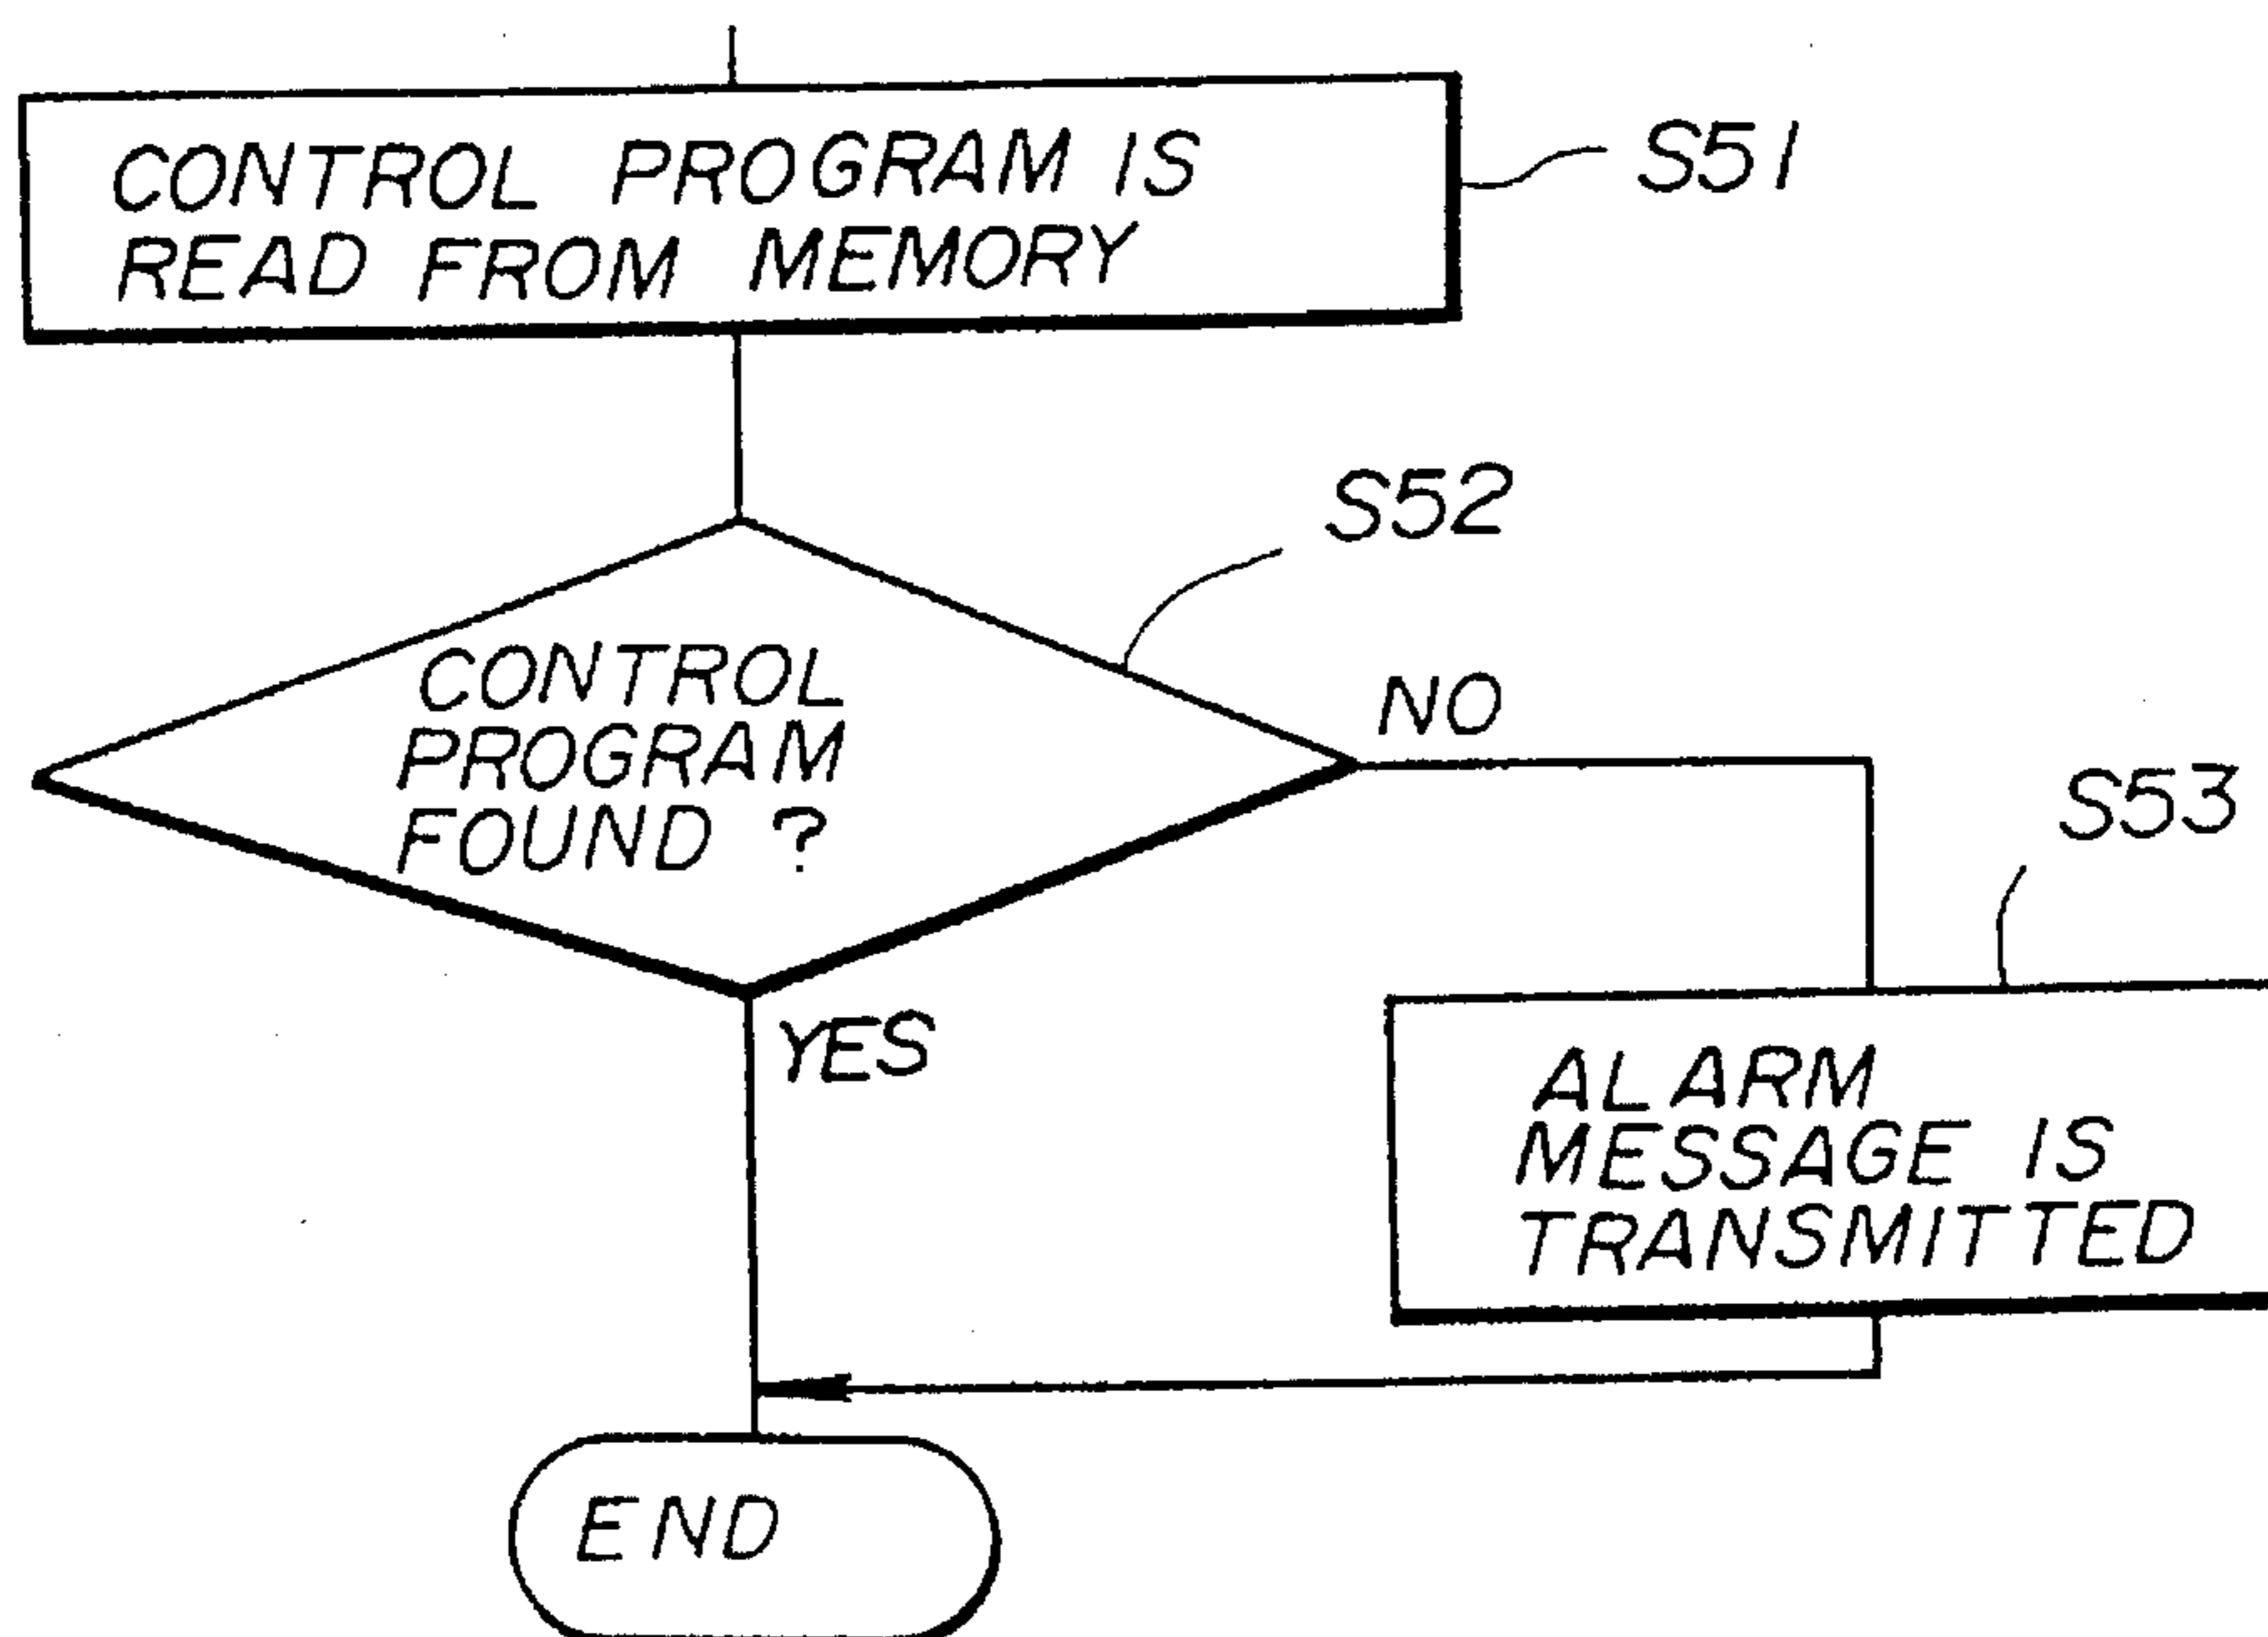 CONTROL PROGRAM IS
READ FROM MEMORY
S51
S52
CONTROL
PROGRAM
FOUND ?
NO
YES
S53
ALARM
MESSAGE IS
TRANSMITTED
END